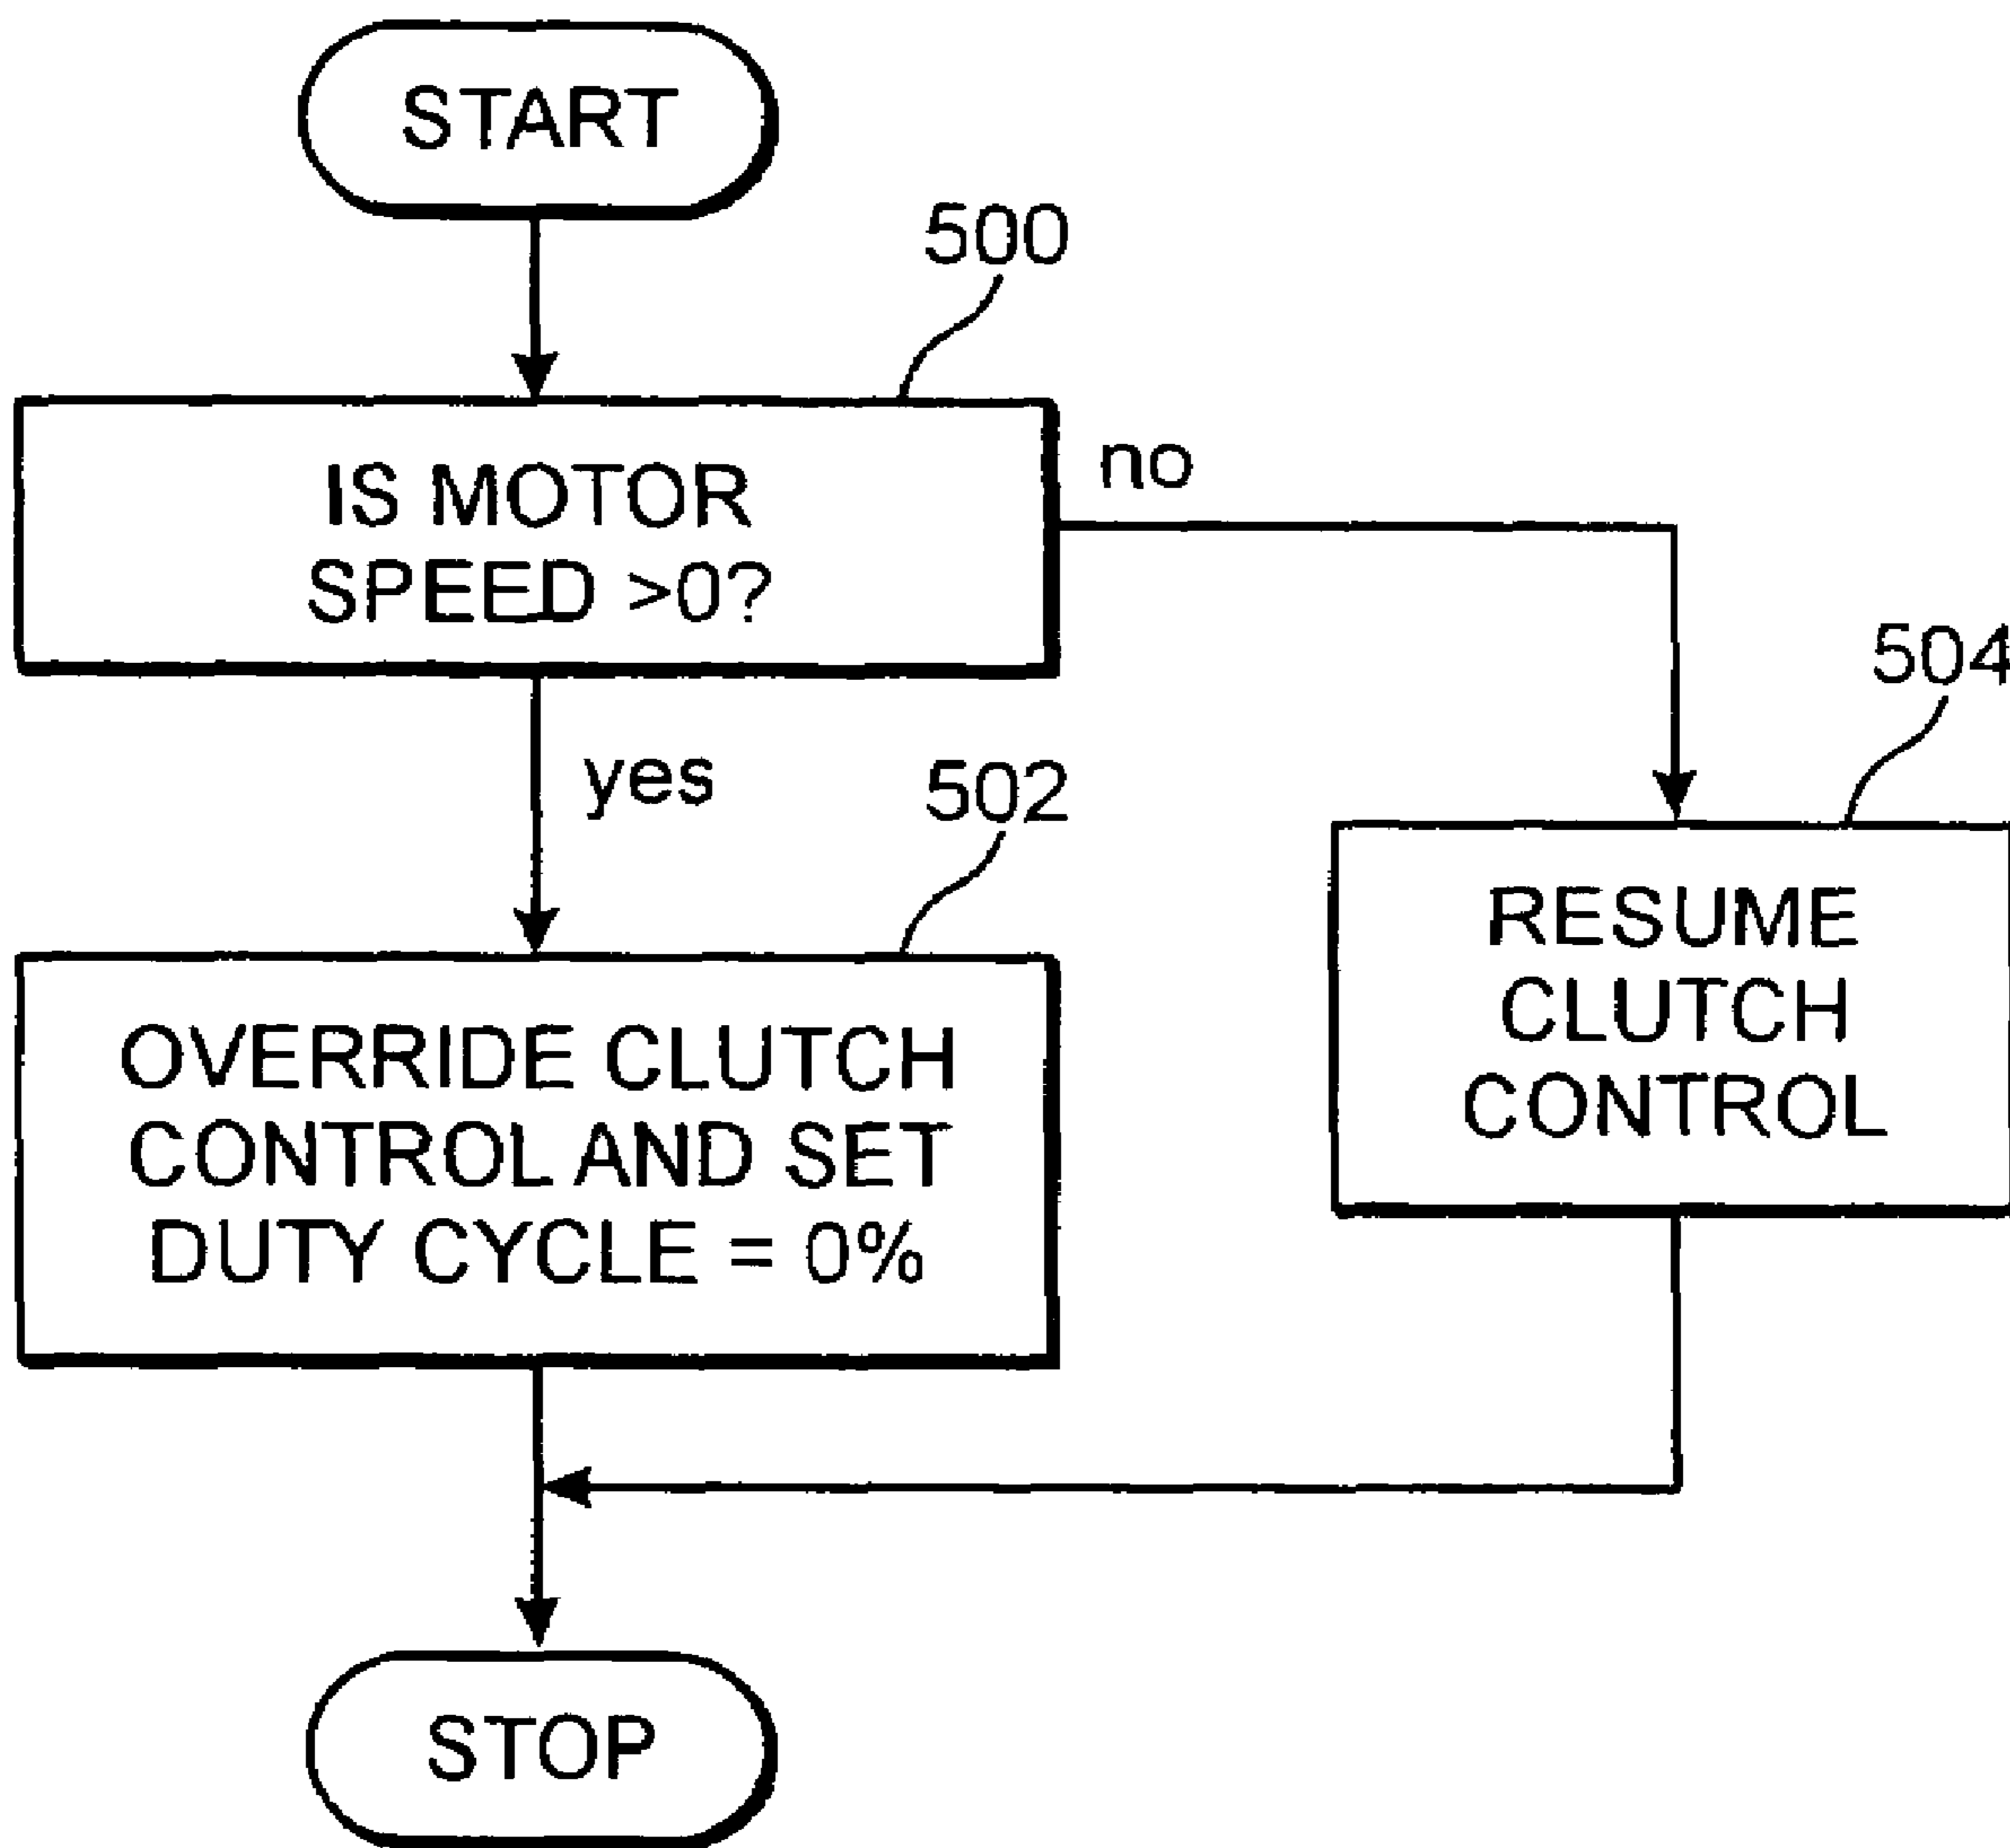 START
500
IS MOTOR
SPEED >0?
no
yes
502
504
OVERRIDE CLUTCH
CONTROL AND SET
DUTY CYCLE = 0%
RESUME
CLUTCH
CONTROL
STOP